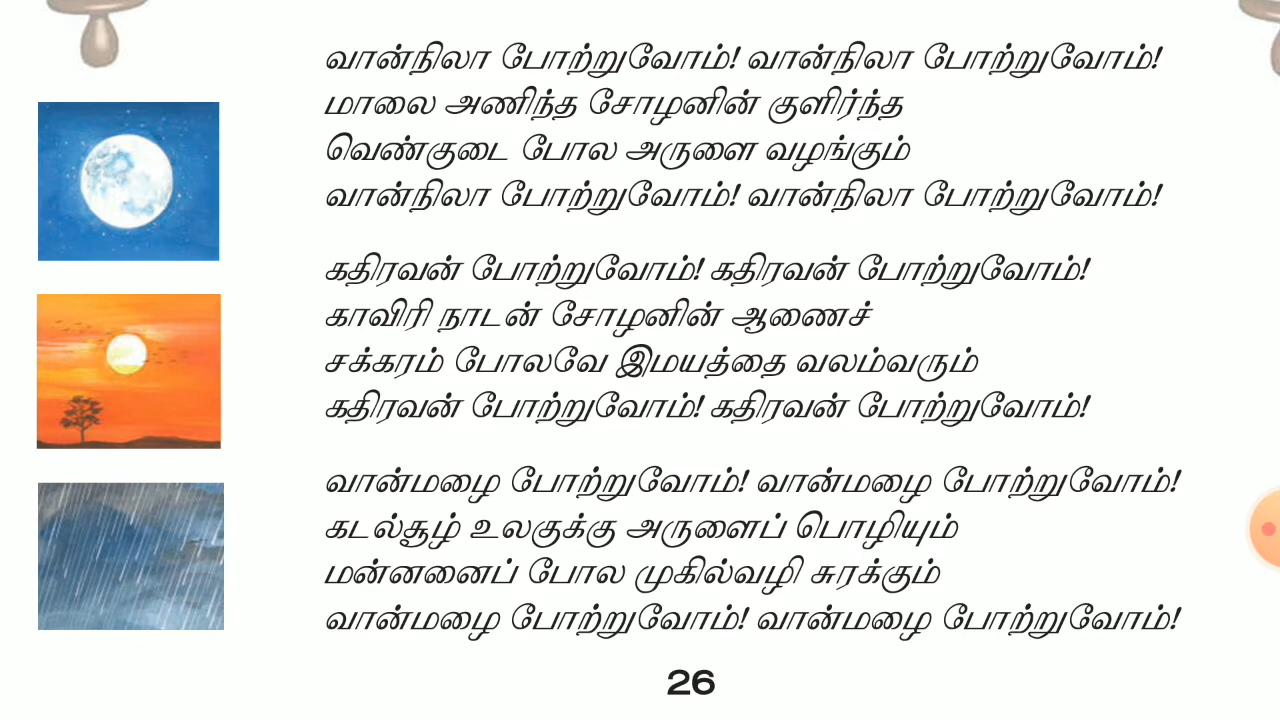 வான்நிலா போற்றுவோம்! வான்நிலா போற்றுவோம்!
மாலை அணிந்த சோழனின் குளிர்ந்த
வெண்குடை போல அருளை வழங்கும்
வான்நிலா போற்றுவோம்! வான்நிலா போற்றுவோம்!
கதிரவன் போற்றுவோம்! கதிரவன் போற்றுவோம்!
காவிரி நாடன் சோழனின் ஆணைச்
சக்கரம் போலவே இமயத்தை வலம்வரும்
கதிரவன் போற்றுவோம்! கதிரவன் போற்றுவோம்!
வான்மழை போற்றுவோம்! வான்மழை போற்றுவோம்!
கடல்சூழ் உலகுக்கு அருளைப் பொழியும்
மன்னனைப் போல முகில்வழி சுரக்கும்
வான்மழை போற்றுவோம்! வான்மழை போற்றுவோம்!
26